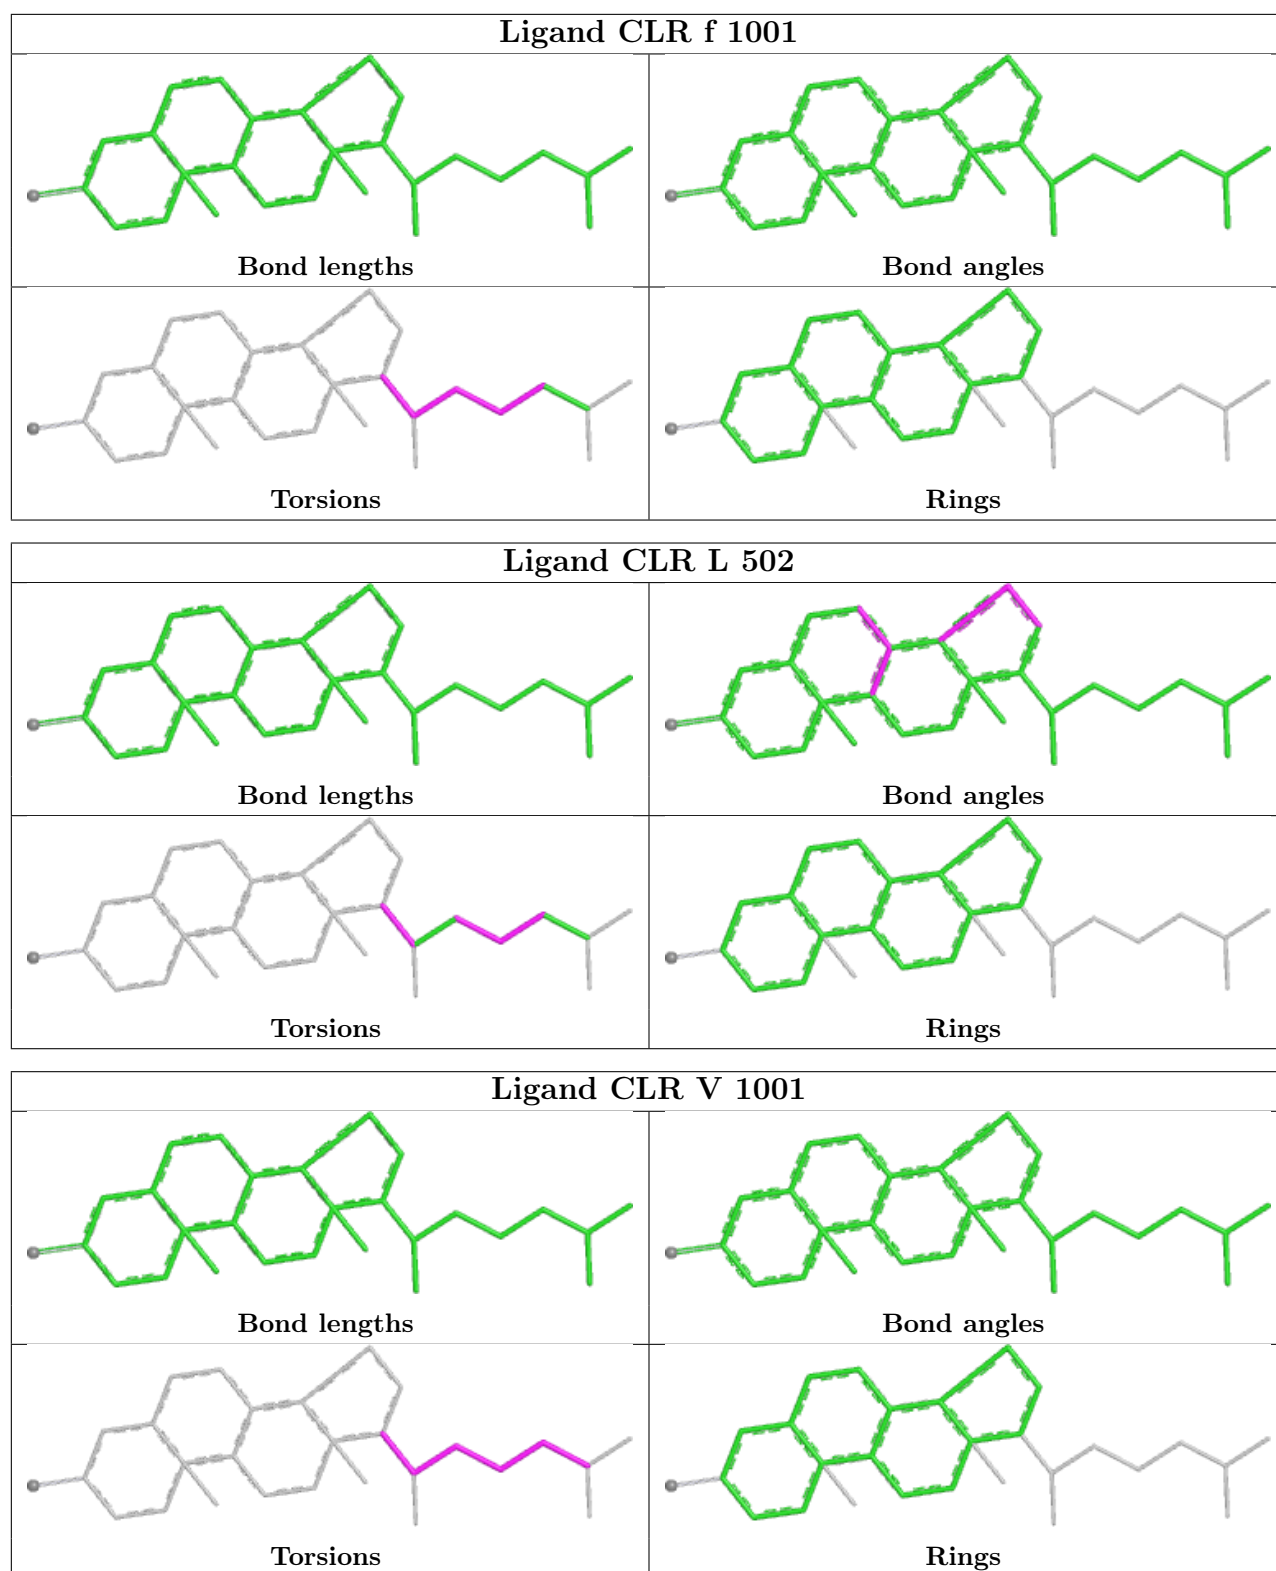 Ligand CLR f 1001
Bond lengths
Bond angles
Torsions
Rings
Ligand CLR L 502
Bond lengths
Bond angles
Torsions
Rings
Ligand CLR V 1001
Bond lengths
Bond angles
Torsions
Rings